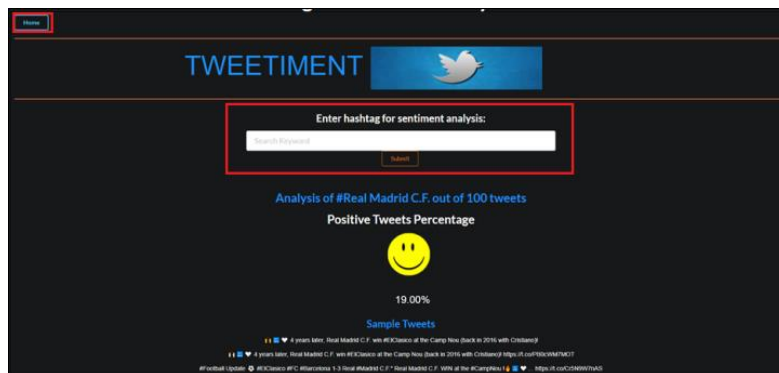 Home
TWEETIMENT
Enter hashtag for sentiment analysis:
Search Keyword
Submit
Analysis of #Real Madrid C.F. out of 100 tweets
Positive Tweets Percentage
19.00%
Sample Tweets
4 years later, Real Madrid C.F. win #ElClasico at the Camp Nou (back in 2016 with Cristiano)!
4 years later, Real Madrid C.F. win #ElClasico at the Camp Nou (back in 2016 with Cristiano)!
#Football Update ⚽ #ElClasico #FC #Barcelona 1-3 Real #Madrid C.F.* Real Madrid C.F. WIN at the #CampNou !